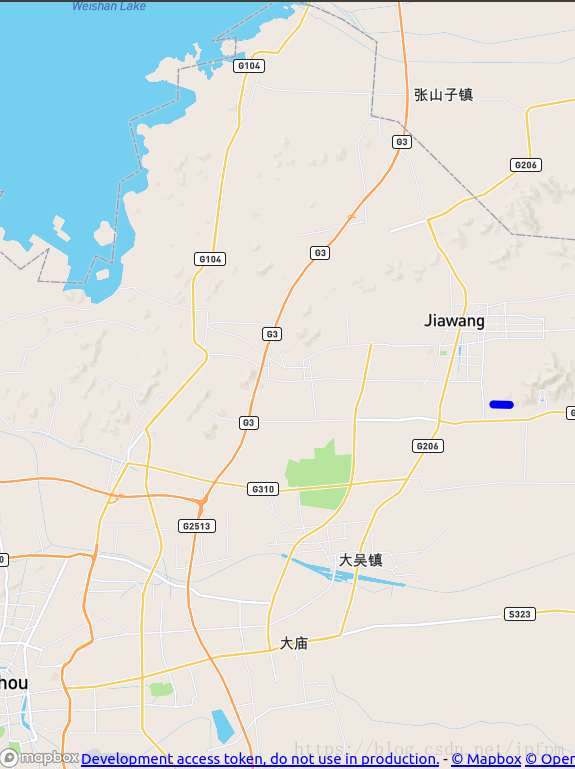 Weishan Lake
G104
张山子镇
G3
G206
G3
G104
Jiawang
G3
G3
G206
G310
G2513
大吴镇
S323
大庙
hou
https://blog.csdn.net/jpfpm
mapbox
Development access token, do not use in production. - © Mapbox © Open